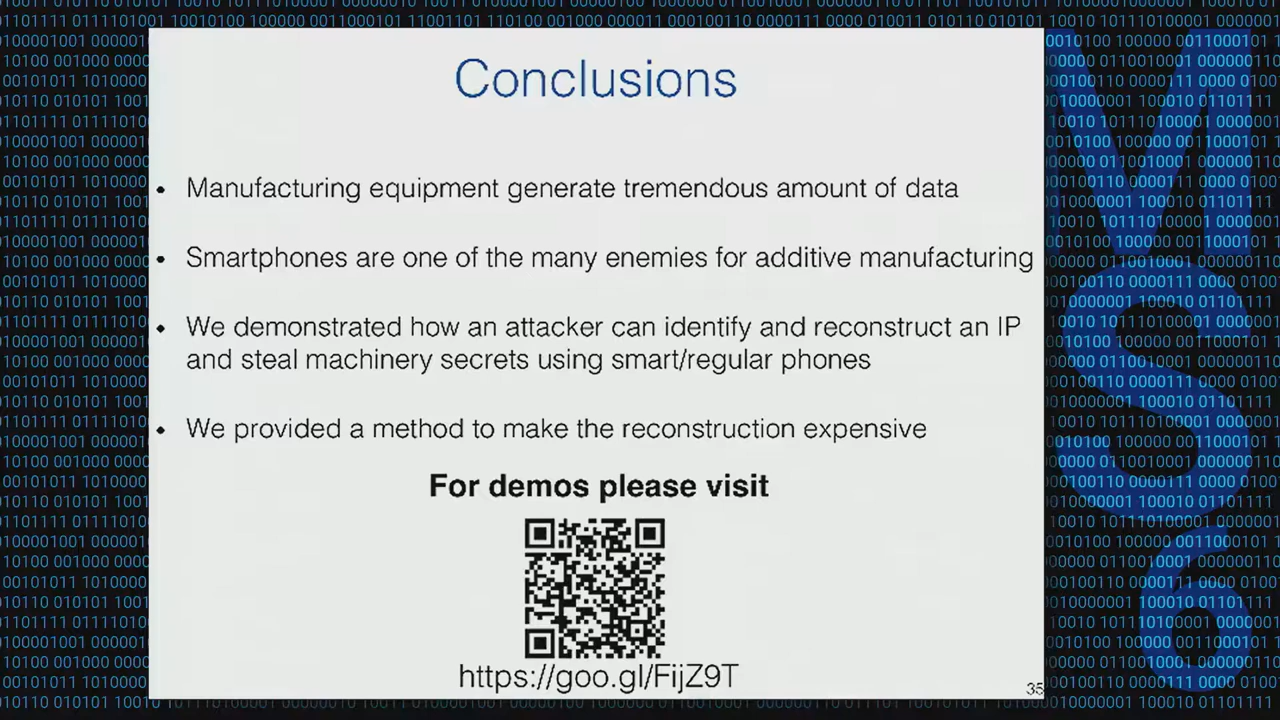 Conclusions
• Manufacturing equipment generate tremendous amount of data
• Smartphones are one of the many enemies for additive manufacturing
• We demonstrated how an attacker can identify and reconstruct an IP
and steal machinery secrets using smart/regular phones
• We provided a method to make the reconstruction expensive
For demos please visit
https://goo.gl/FijZ9T
35